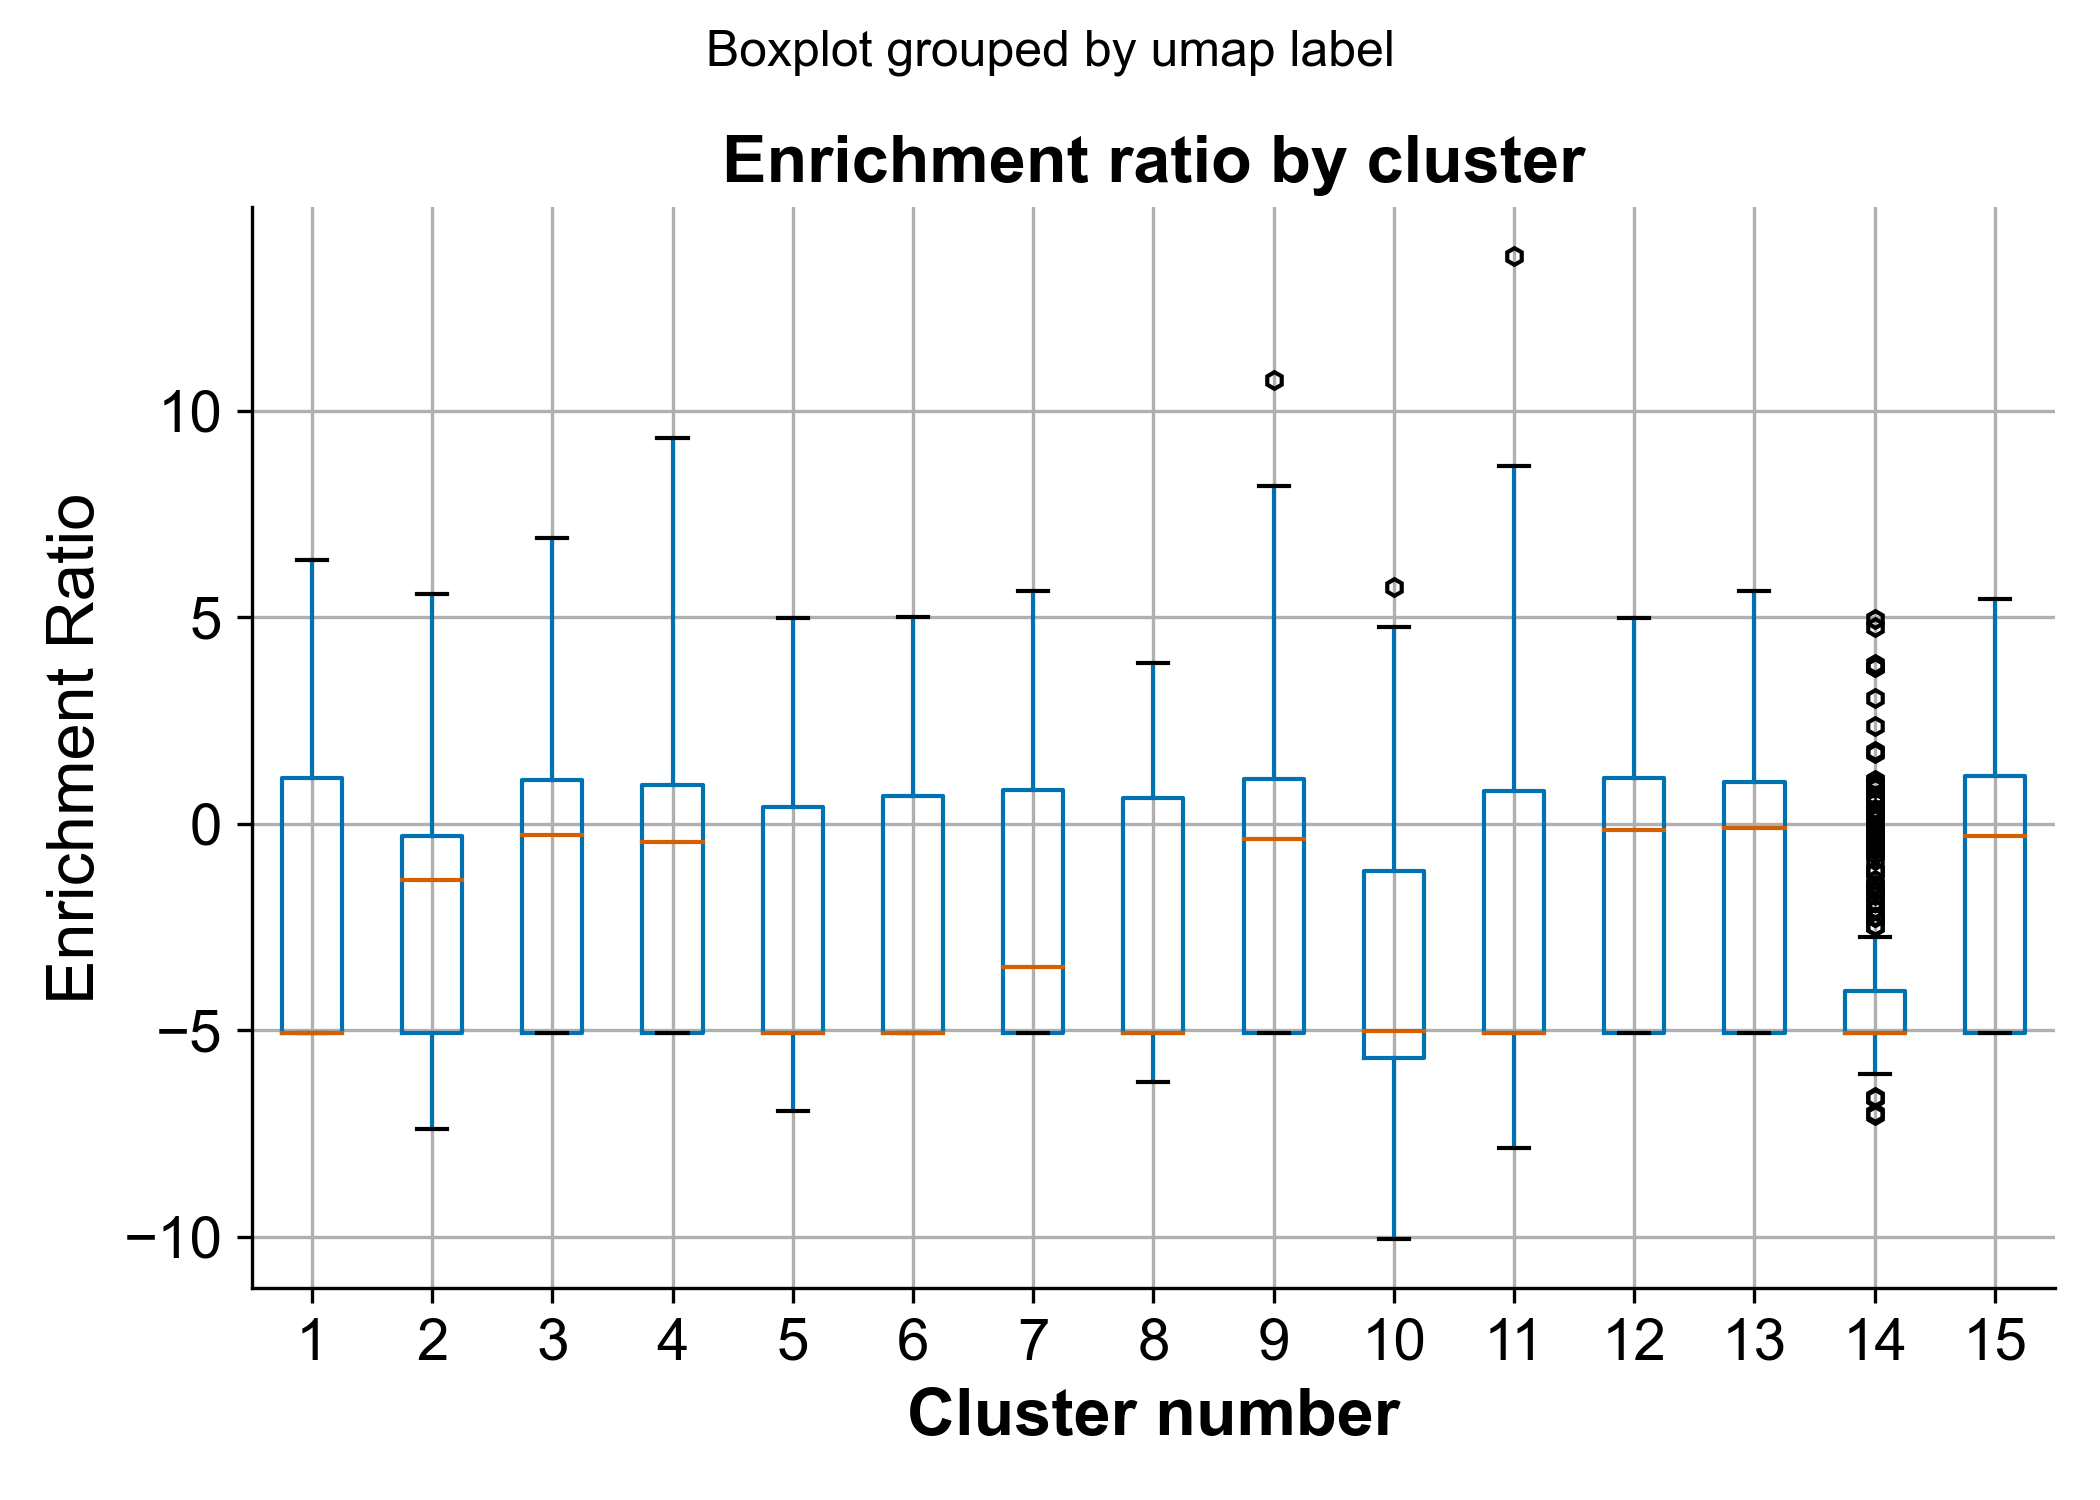 Boxplot grouped by umap label
Enrichment ratio by cluster
Enrichment Ratio
10
5
0
−5
−10
1 2 3 4 5 6 7 8 9 10 11 12 13 14 15
Cluster number